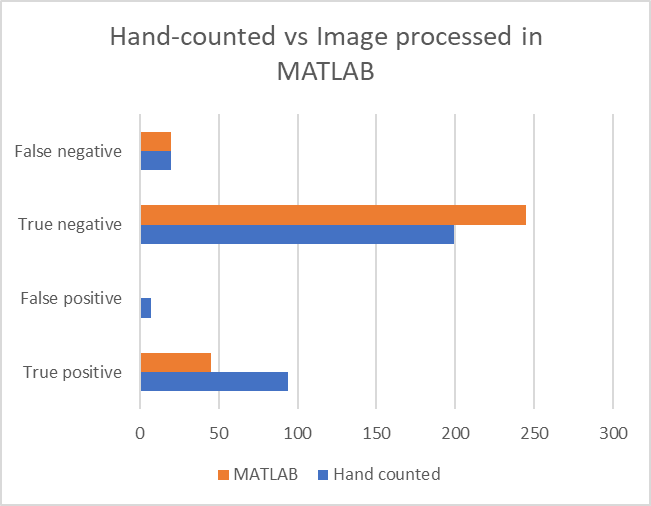 Hand-counted vs Image processed in
MATLAB
False negative
True negative
False positive
True positive
0 50 100 150 200 250 300
MATLAB Hand counted